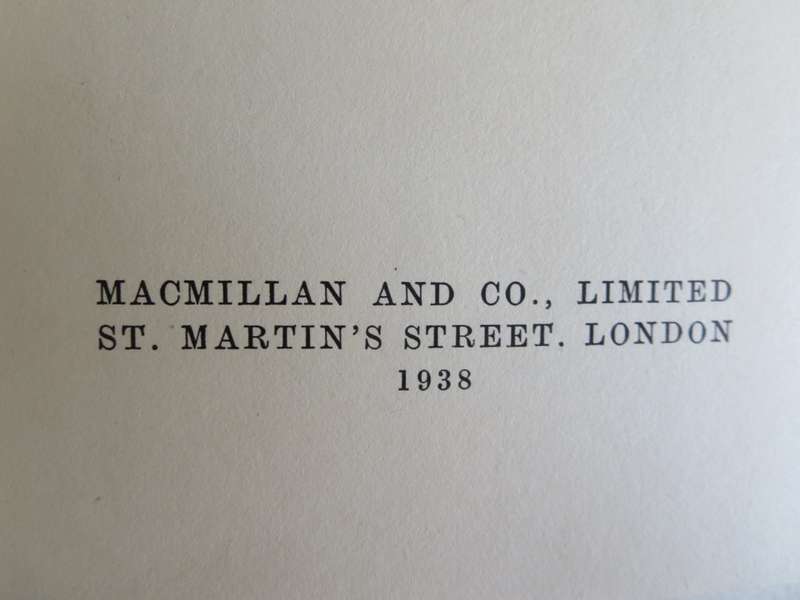 MACMILLAN AND CO., LIMITED
ST. MARTIN'S STREET. LONDON
1938